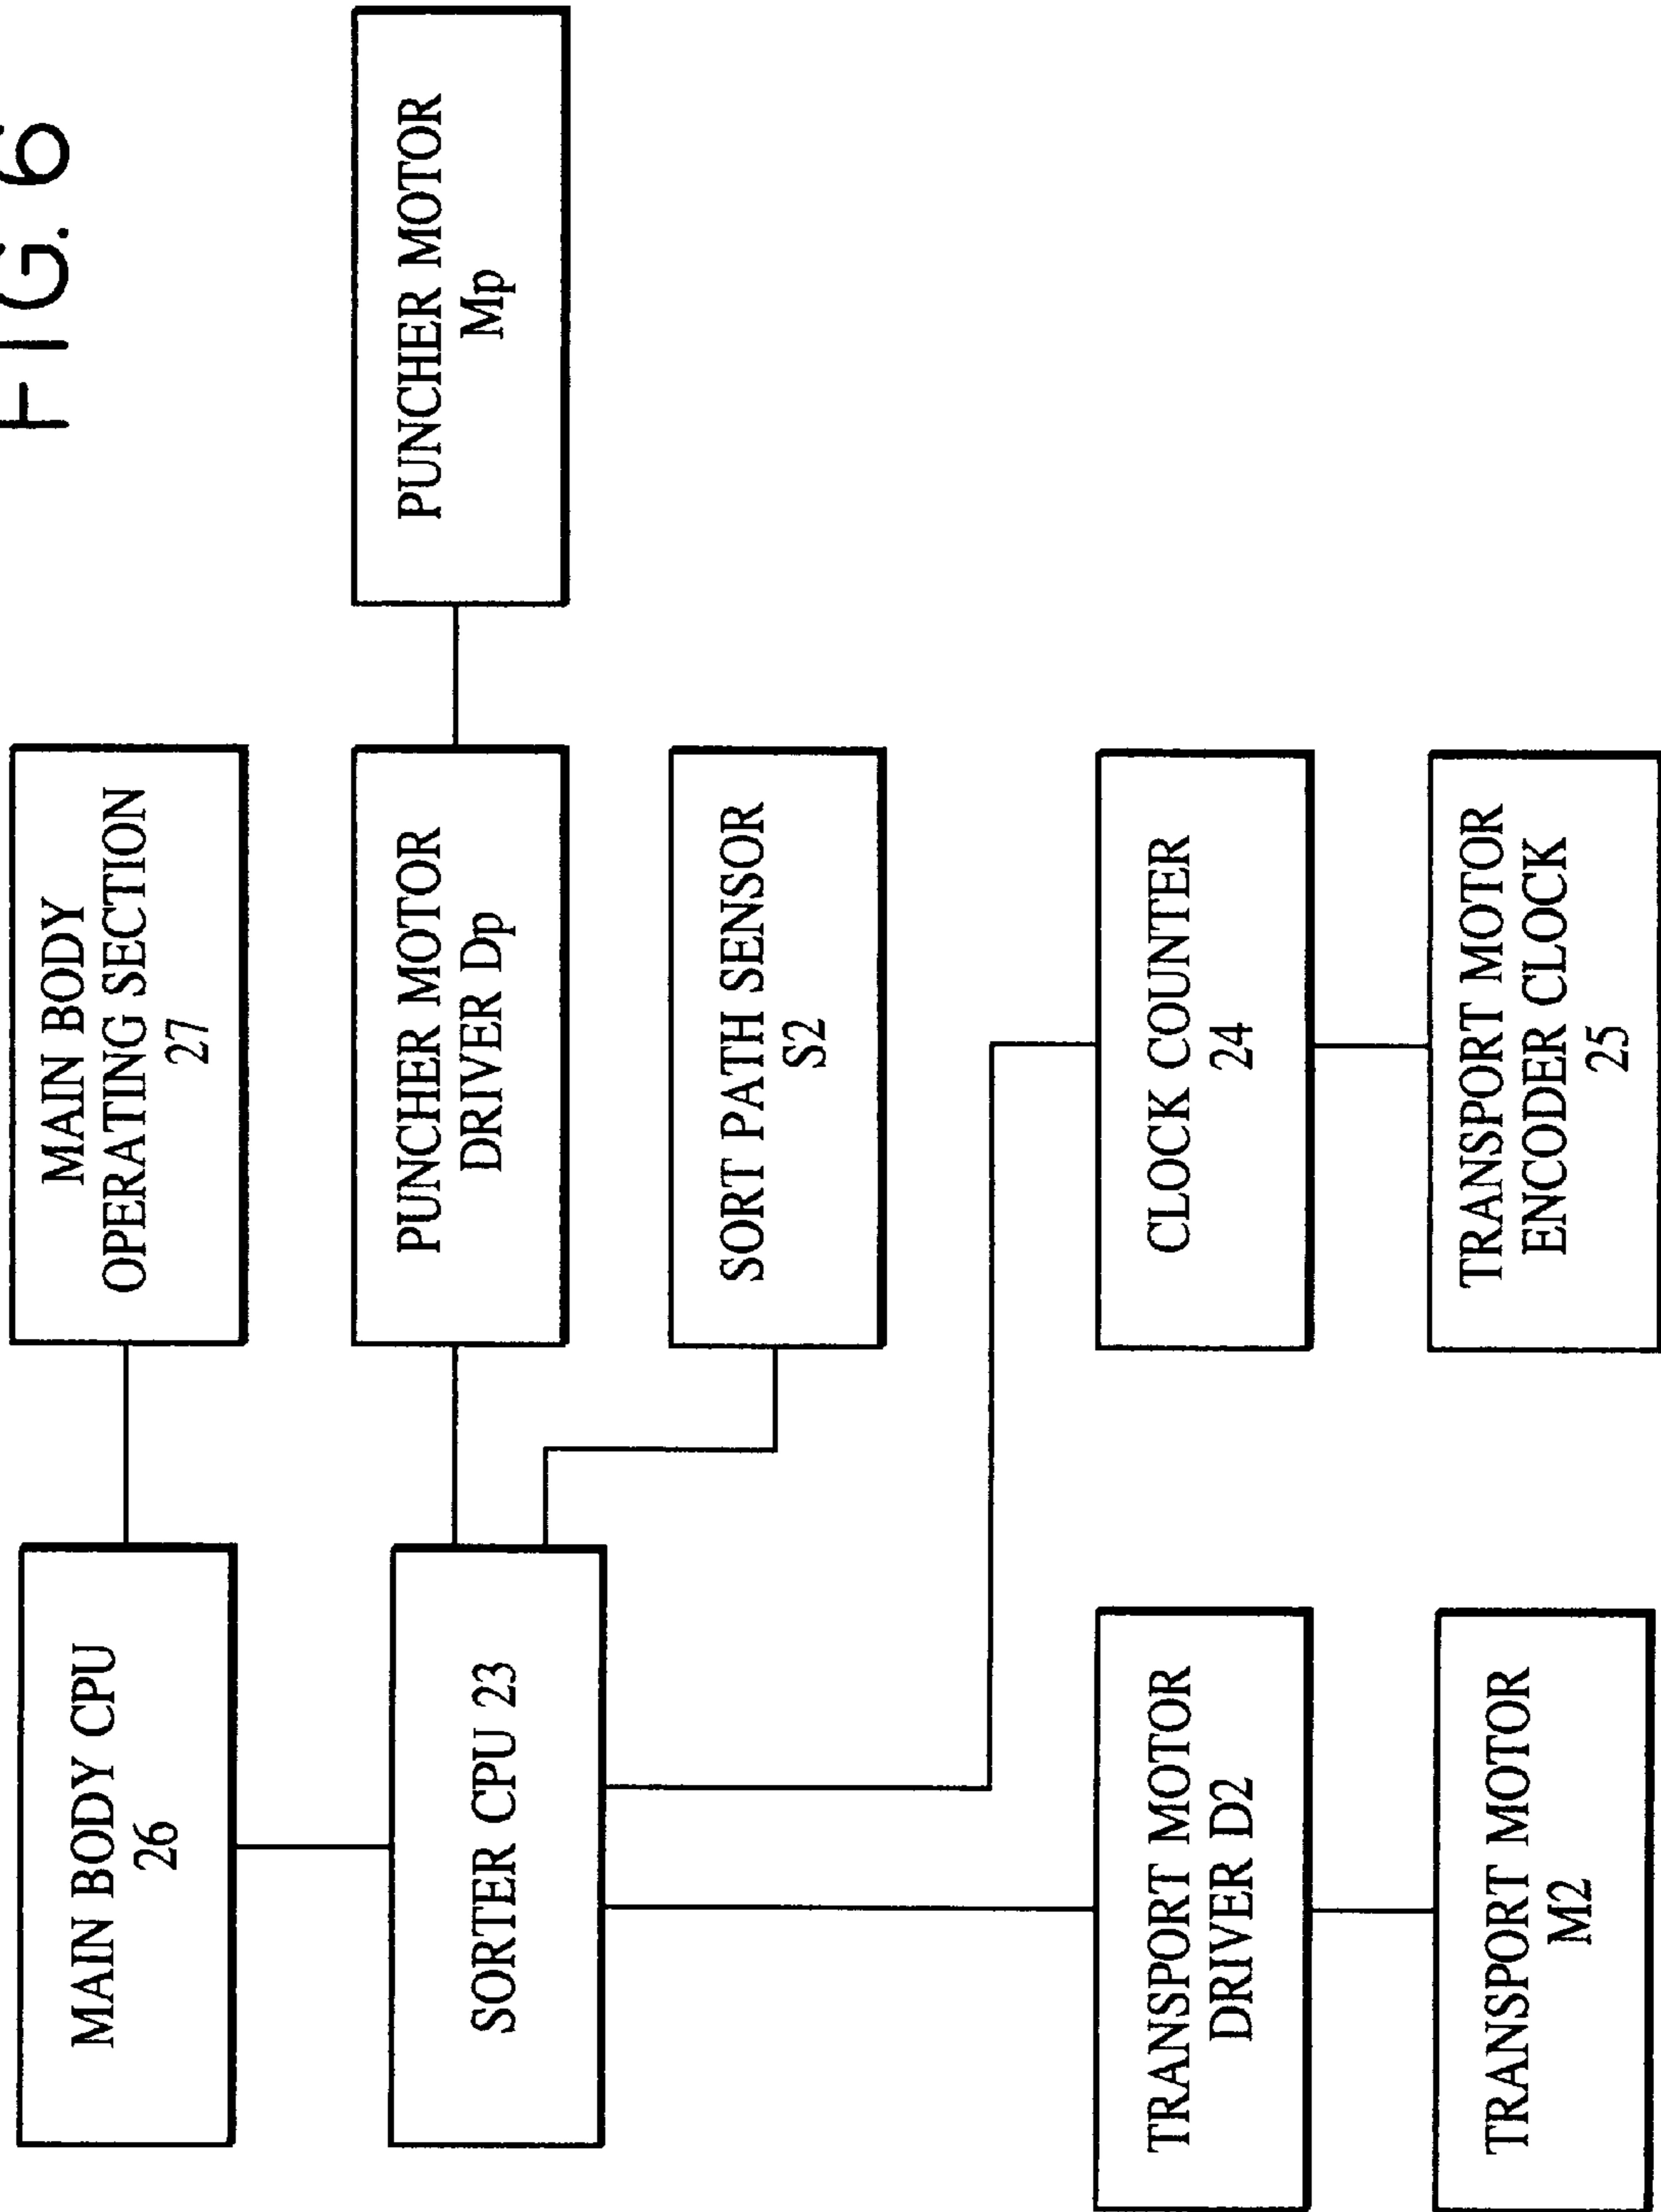 FIG. 6
MAIN BODY CPU
26
MAIN BODY
OPERATING SECTION
27
SORTER CPU 23
PUNCHER MOTOR
DRIVER Dp
PUNCHER MOTOR
Mp
SORT PATH SENSOR
S2
TRANSPORT MOTOR
DRIVER D2
CLOCK COUNTER
24
TRANSPORT MOTOR
M2
TRANSPORT MOTOR
ENCODER CLOCK
25